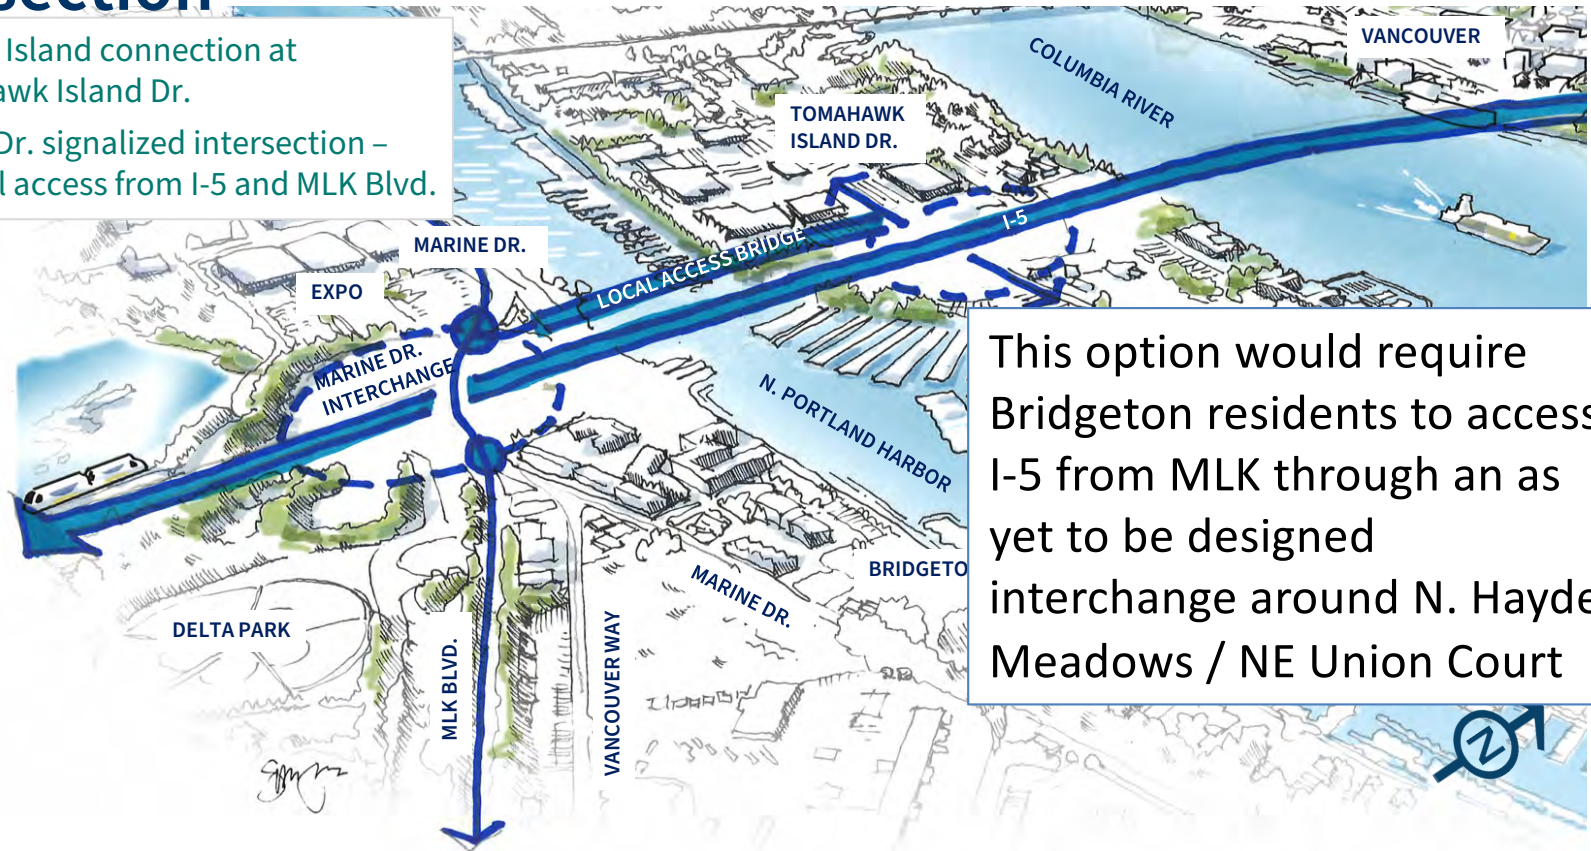 section
Island connection at
awk Island Dr.
Dr. signalized intersection –
l access from I-5 and MLK Blvd.
VANCOUVER
COLUMBIA RIVER
TOMAHAWK
ISLAND DR.
I-5
MARINE DR.
LOCAL ACCESS BRIDGE
EXPO
MARINE DR.
INTERCHANGE
N. PORTLAND HARBOR
This option would require
Bridgeton residents to access
I-5 from MLK through an as
yet to be designed
interchange around N. Hayde
Meadows / NE Union Court
BRIDGETO
MARINE DR.
DELTA PARK
MLK BLVD.
VANCOUVER WAY
N